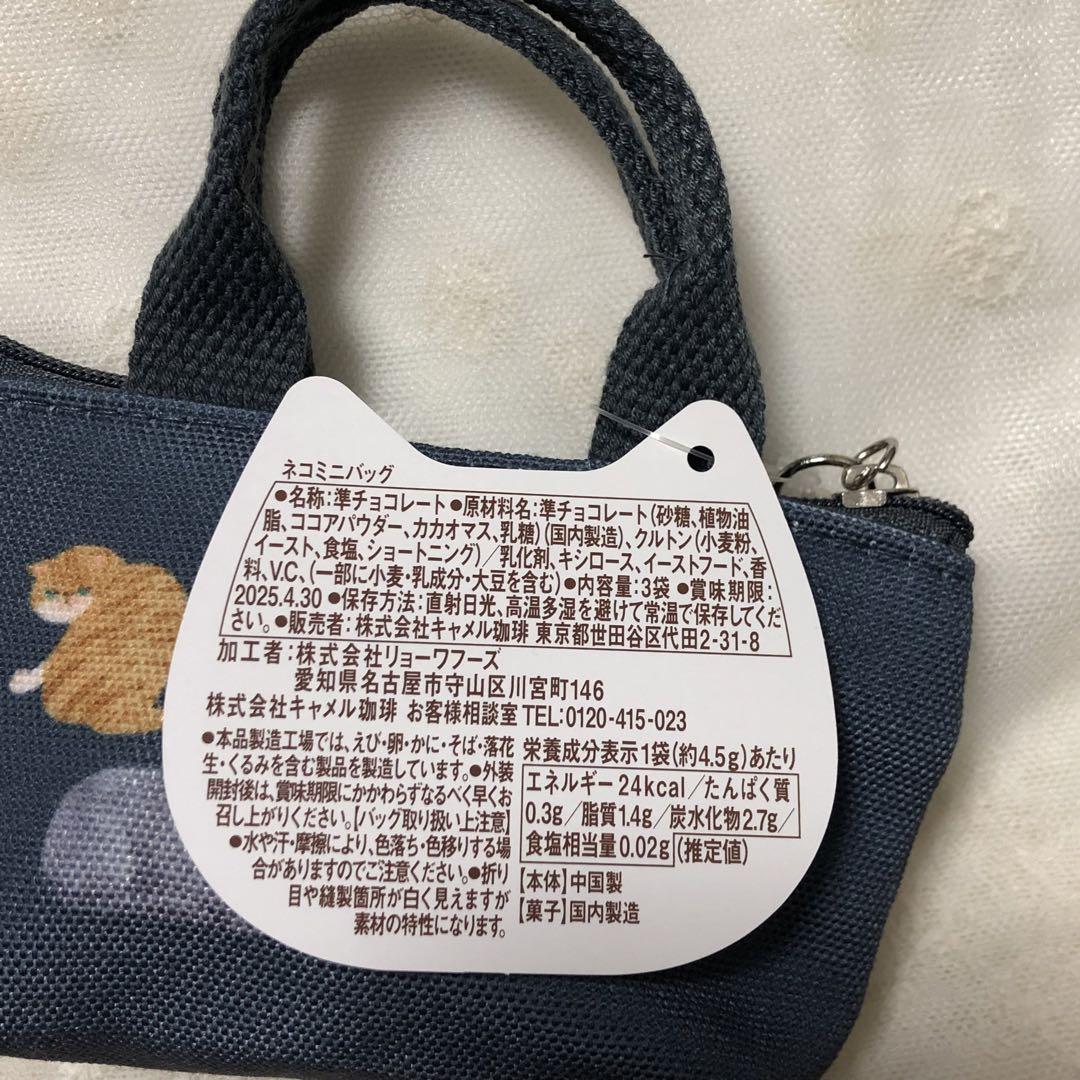 ネコミニバッグ
●名称:準チョコレート●原材料名:準チョコレート(砂糖、植物油
脂、ココアパウダー、カカオマス、乳糖)(国内製造)、クルトン(小麦粉、
イースト、食塩、ショートニング)/乳化剤、キシロース、イーストフード、香
料、V.C、(一部に小麦・乳成分・大豆を含む)●内容量:3袋●賞味期限:
2025.4.30●保存方法:直射日光、高温多湿を避けて常温で保存してくだ
さい。●販売者:株式会社キャメル珈琲 東京都世田谷区代田2-31-8
加工者:株式会社リョーワフーズ
愛知県名古屋市守山区川宮町146
株式会社キャメル珈琲 お客様相談室 TEL:0120-415-023
●本品製造工場では、えび・卵・かに・そば・落花
生・くるみを含む製品を製造しています。●外装
開封後は、賞味期限にかかわらずなるべく早くお
召し上がりください。【バッグ取り扱い上注意】
●水や汗・摩擦により、色落ち・色移りする場
合がありますのでご注意ください。●折り
目や縫製箇所が白く見えますが
素材の特性になります。
栄養成分表示1袋(約4.5g)あたり
エネルギー24kcal/たんぱく質
0.3g/脂質1.4g/炭水化物2.7g/
食塩相当量0.02g(推定値)
【本体】中国製
【菓子】国内製造